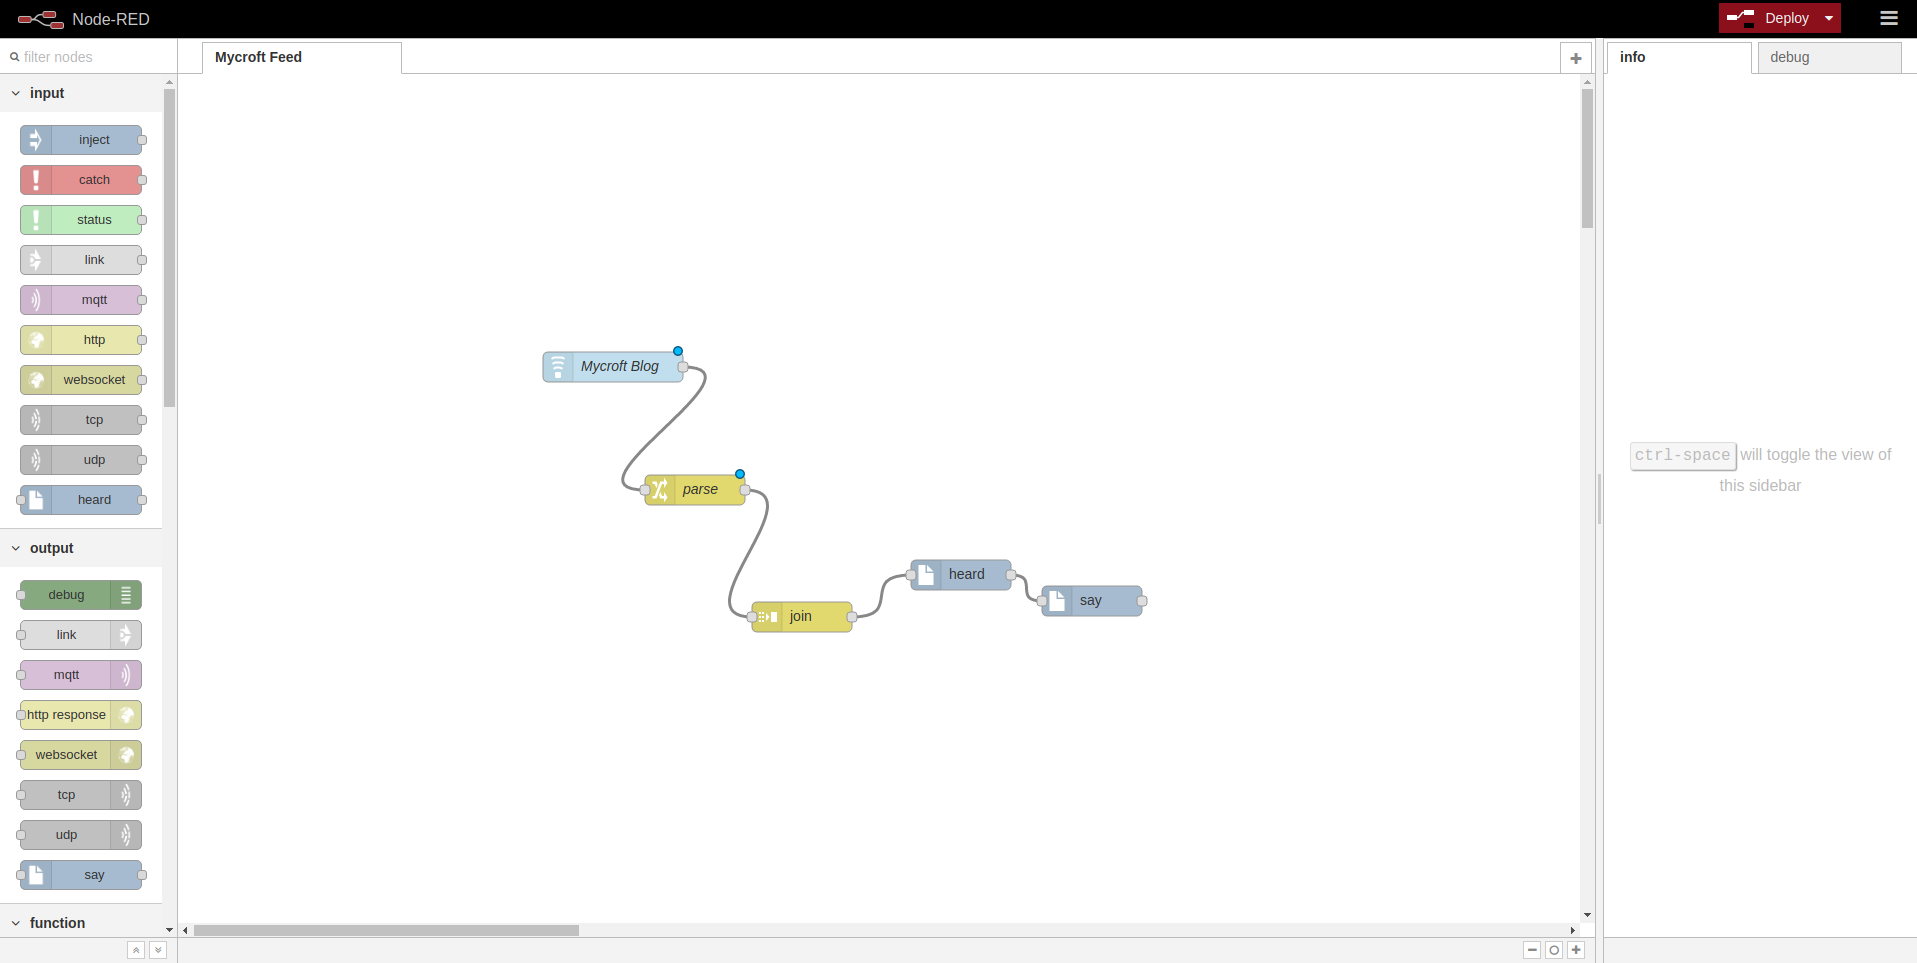 Node-RED
Deploy
filter nodes
Mycroft Feed
info
debug
input
inject
catch
status
link
mqtt
http
websocket
tcp
udp
heard
output
debug
link
mqtt
http response
websocket
tcp
udp
say
function
Mycroft Blog
parse
join
heard
say
ctrl-space will toggle the view of
this sidebar